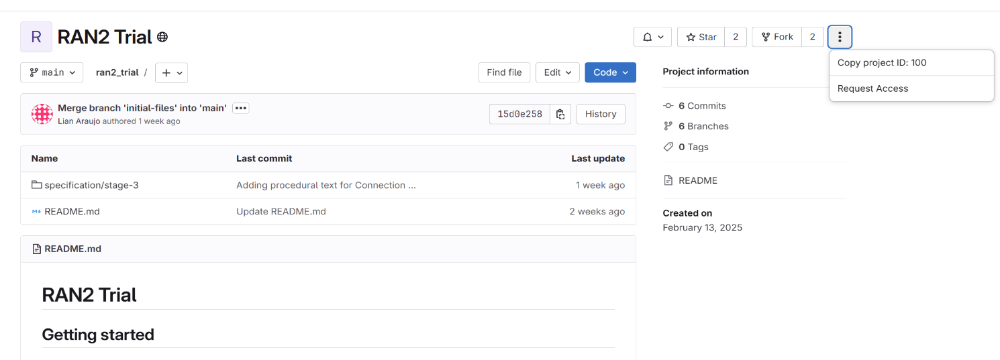 R RAN2 Trial
Star 2 Fork 2
Copy project ID: 100
Request Access
main ran2_trial / + Find file Edit Code
Project information
Merge branch 'initial-files' into 'main' •••
Lian Araujo authored 1 week ago
15d0e258 History
6 Commits
6 Branches
0 Tags
README
Created on
February 13, 2025
Name Last commit Last update
specification/stage-3 Adding procedural text for Connection ... 1 week ago
README.md Update README.md 2 weeks ago
README.md
RAN2 Trial
Getting started